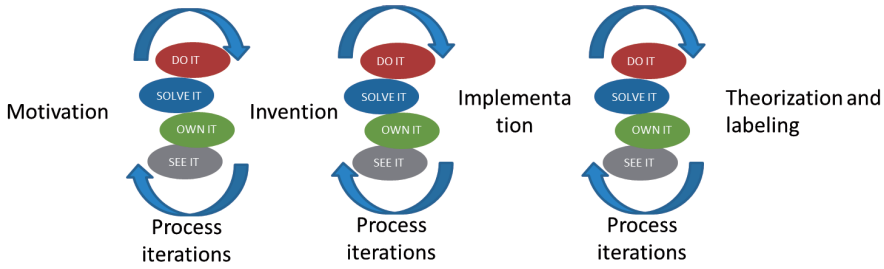 Motivation
DO IT
SOLVE IT
OWN IT
SEE IT
Process
iterations
Invention
DO IT
SOLVE IT
OWN IT
SEE IT
Process
iterations
Implementa
tion
DO IT
SOLVE IT
OWN IT
SEE IT
Process
iterations
Theorization and
labeling